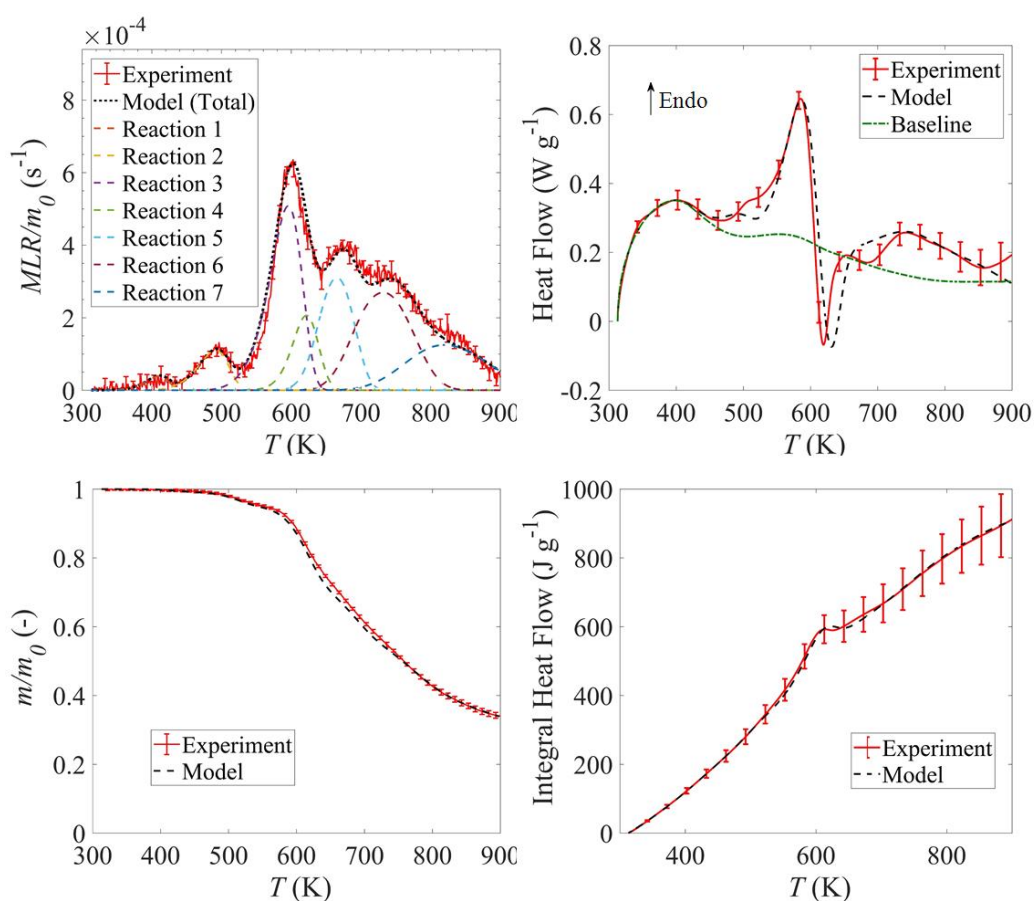 ×10⁻⁴
MLR/m₀ (s⁻¹)
8
6
4
2
0
Experiment
Model (Total)
Reaction 1
Reaction 2
Reaction 3
Reaction 4
Reaction 5
Reaction 6
Reaction 7
300 400 500 600 700 800 900
T (K)
Heat Flow (W g⁻¹)
0.8
0.6
0.4
0.2
0
-0.2
Endo
Experiment
Model
Baseline
300 400 500 600 700 800 900
T (K)
m/m₀ (-)
1
0.8
0.6
0.4
0.2
0
Experiment
Model
300 400 500 600 700 800 900
T (K)
Integral Heat Flow (J g⁻¹)
1000
800
600
400
200
0
Experiment
Model
400 600 800
T (K)